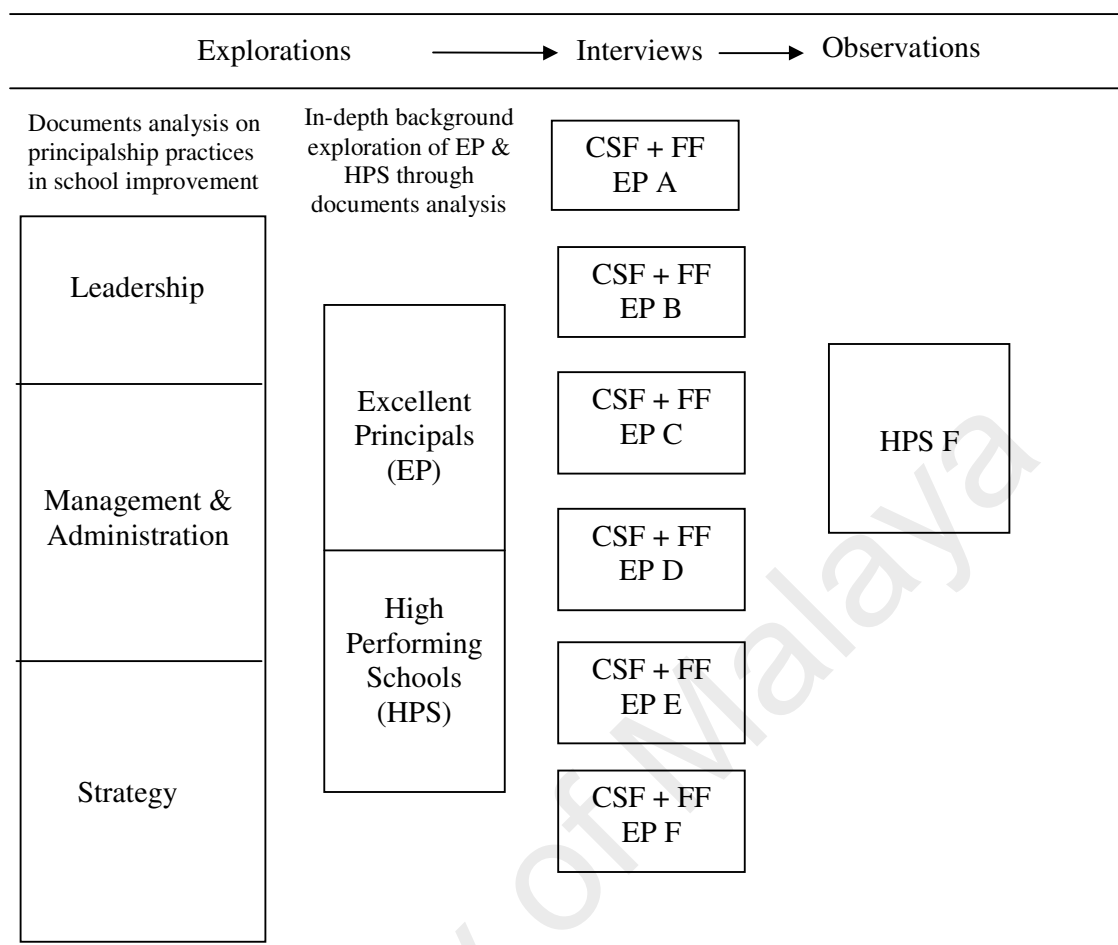 Explorations
Interviews
Observations
Documents analysis on
principalship practices
in school improvement
Leadership
Management &
Administration
Strategy
In-depth background
exploration of EP &
HPS through
documents analysis
Excellent
Principals
(EP)
High
Performing
Schools
(HPS)
CSF + FF
EP A
CSF + FF
EP B
CSF + FF
EP C
CSF + FF
EP D
CSF + FF
EP E
CSF + FF
EP F
HPS F
of Malaya